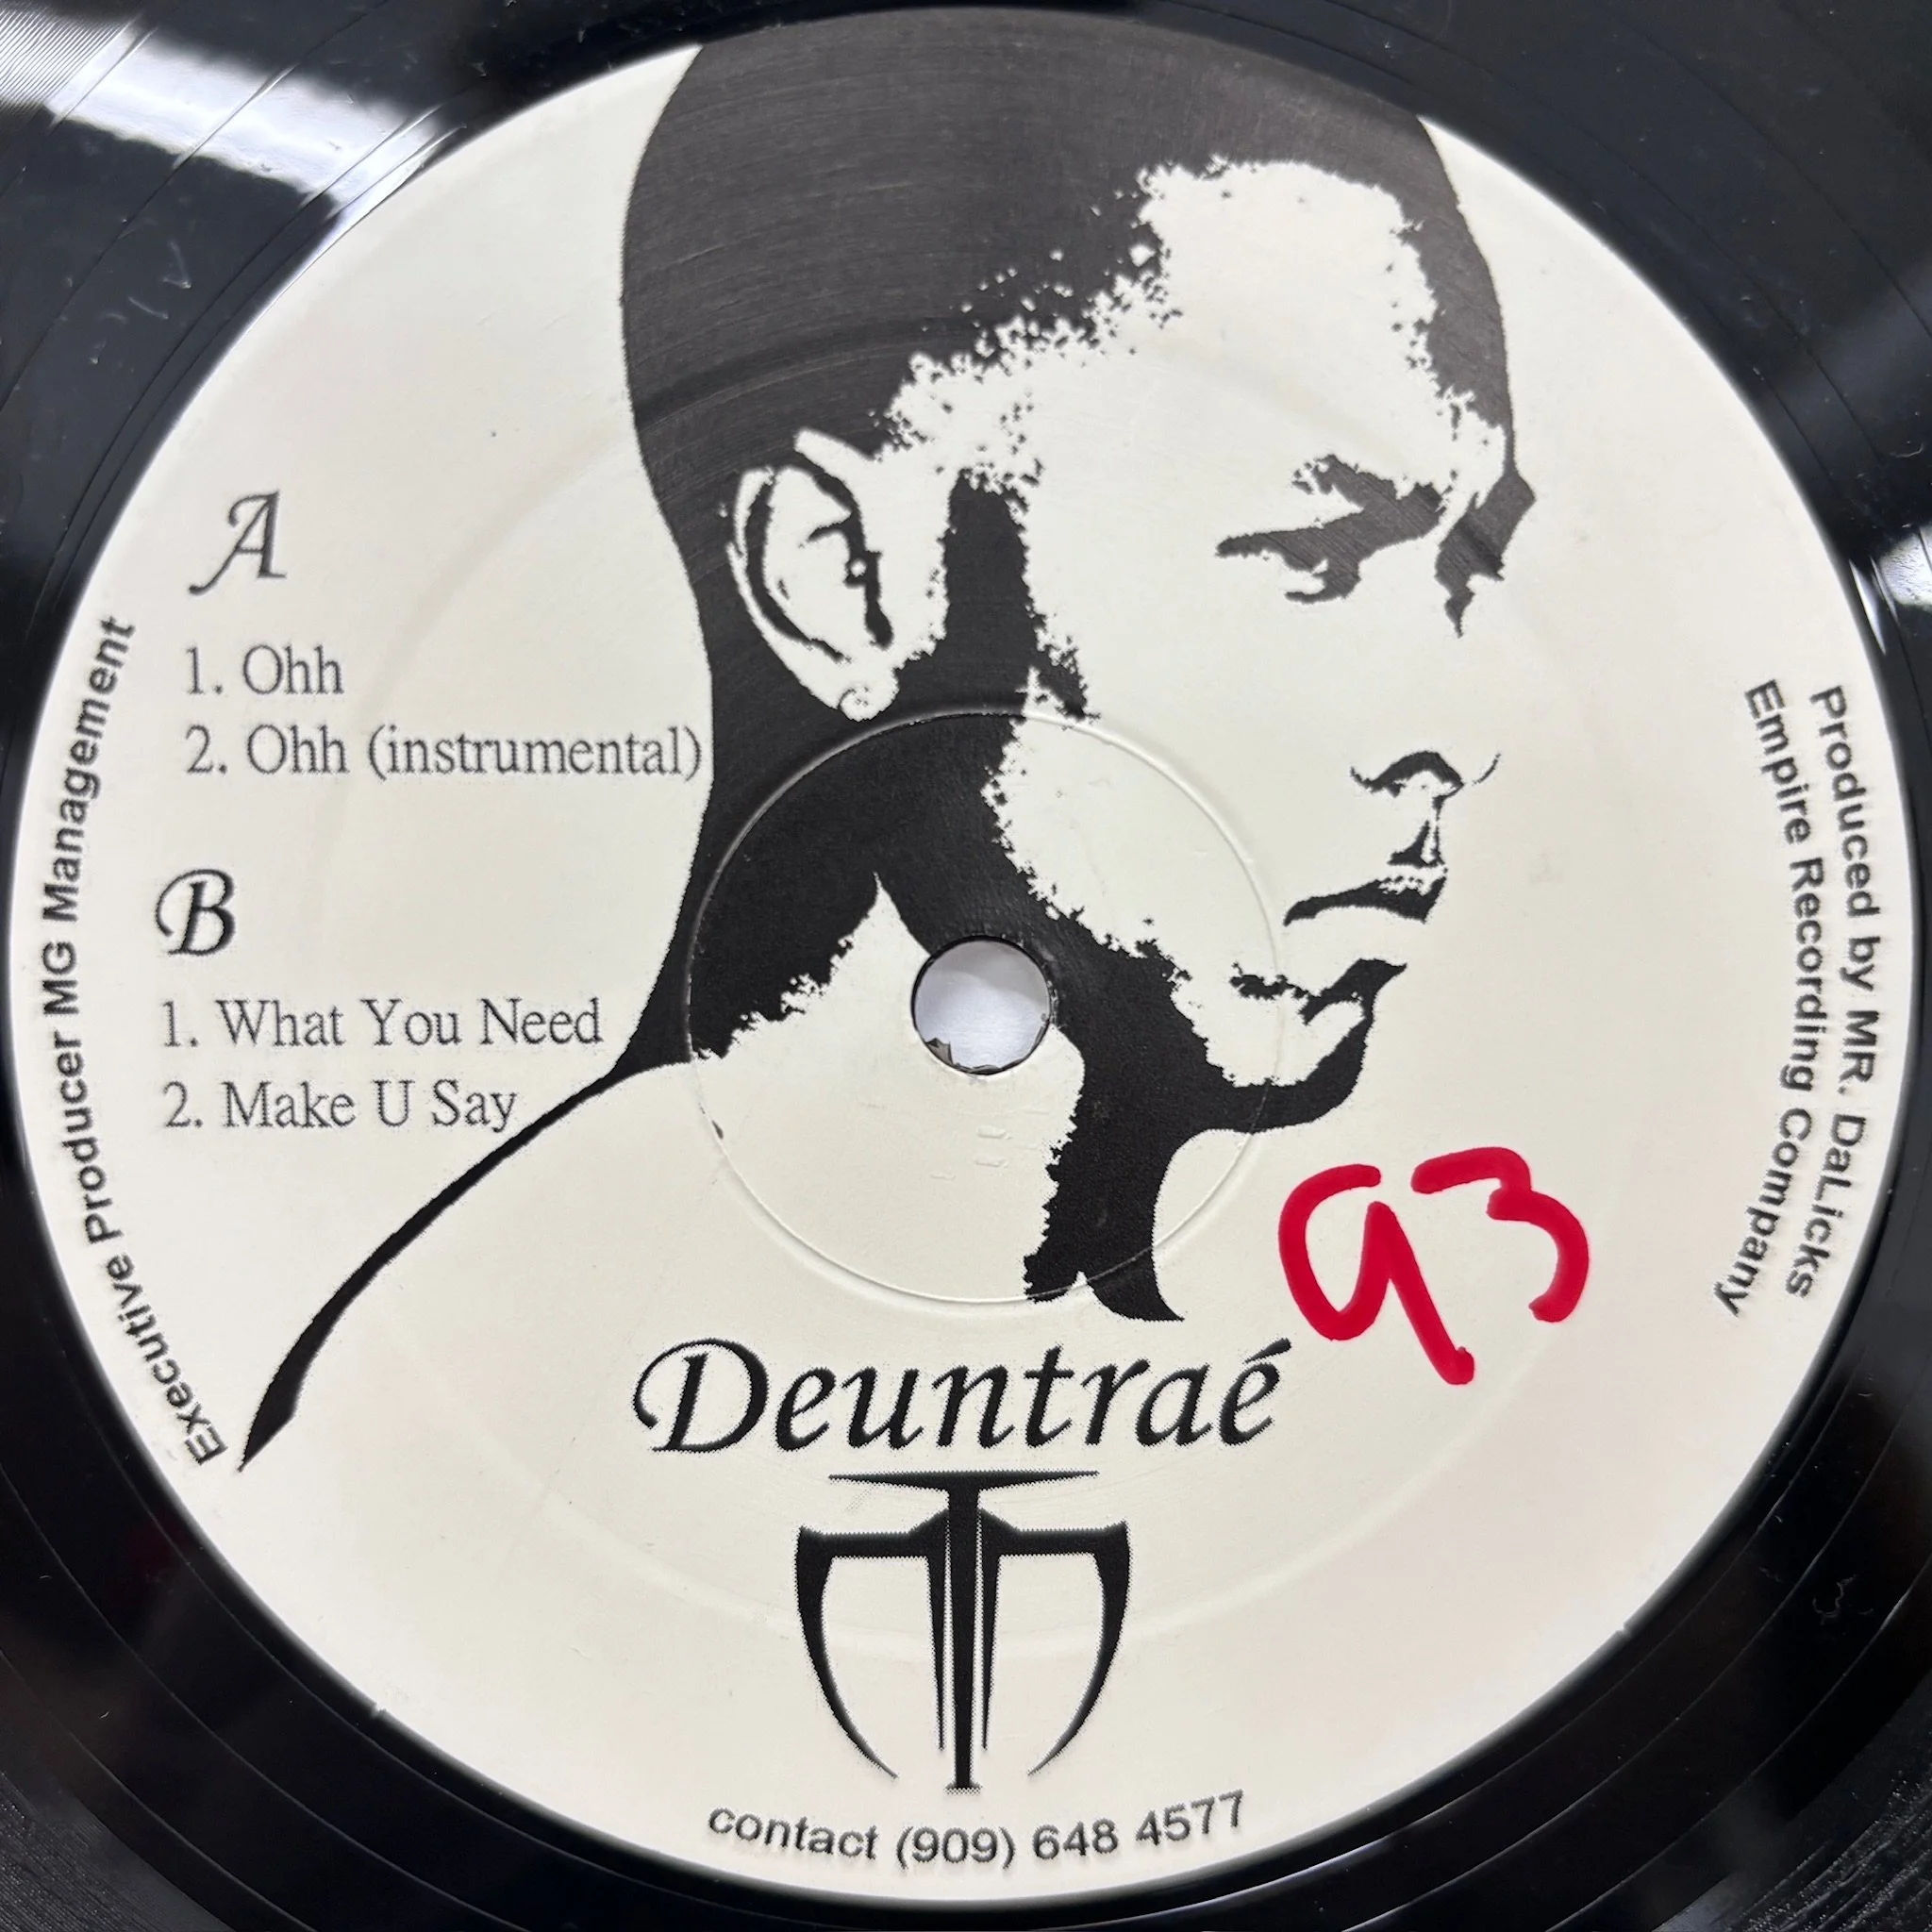 A
1. Ohh
2. Ohh (instrumental)
B
1. What You Need
2. Make U Say
Executive Producer MG Management
Produced by MR. DaLicks
Empire Recording Company
93
Deuntraé
contact (909) 648 4577